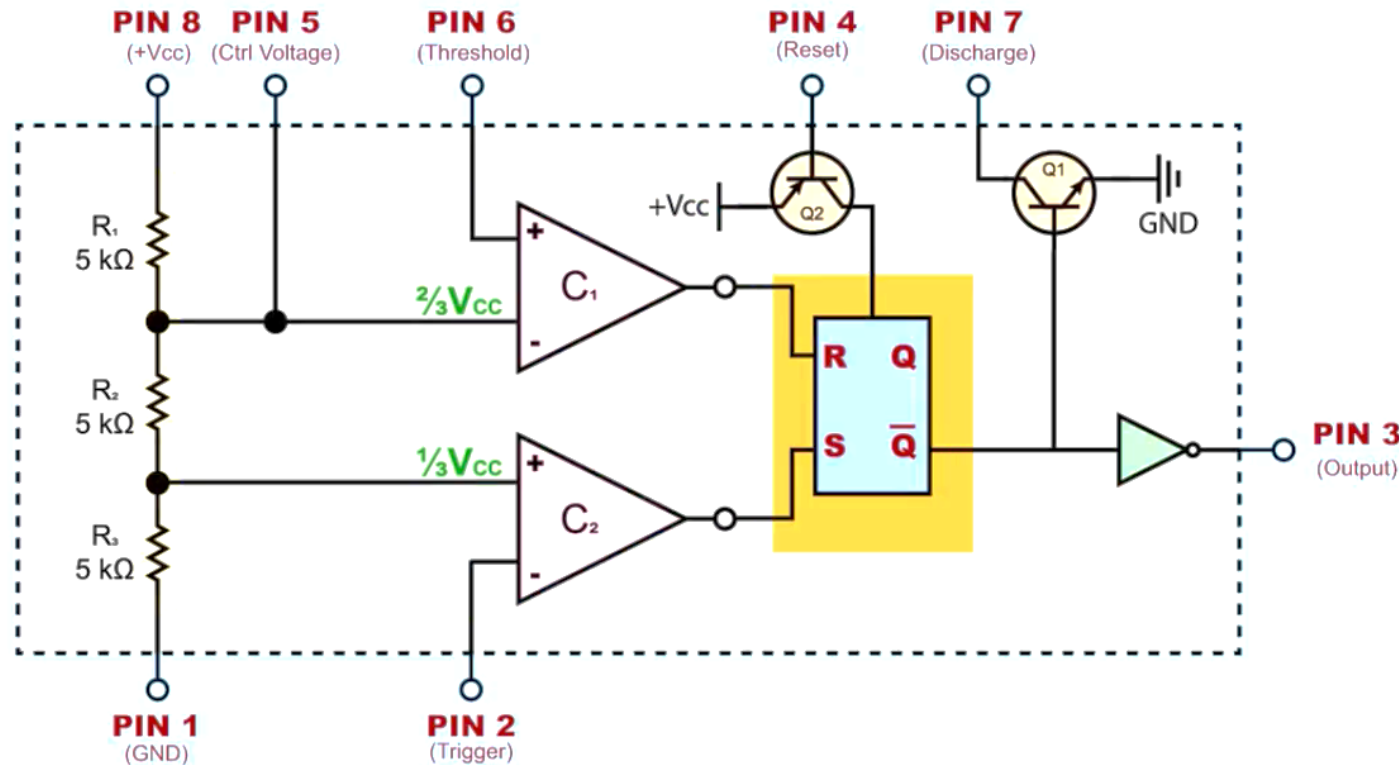 PIN 8
(+Vcc)
PIN 5
(Ctrl Voltage)
PIN 6
(Threshold)
PIN 4
(Reset)
PIN 7
(Discharge)
R₁
5 kΩ
+Vcc
Q2
Q1
GND
+
C₁
-
⅔Vcc
R Q
S Q̅
R₂
5 kΩ
⅓Vcc
+
C₂
-
R₃
5 kΩ
PIN 3
(Output)
PIN 1
(GND)
PIN 2
(Trigger)